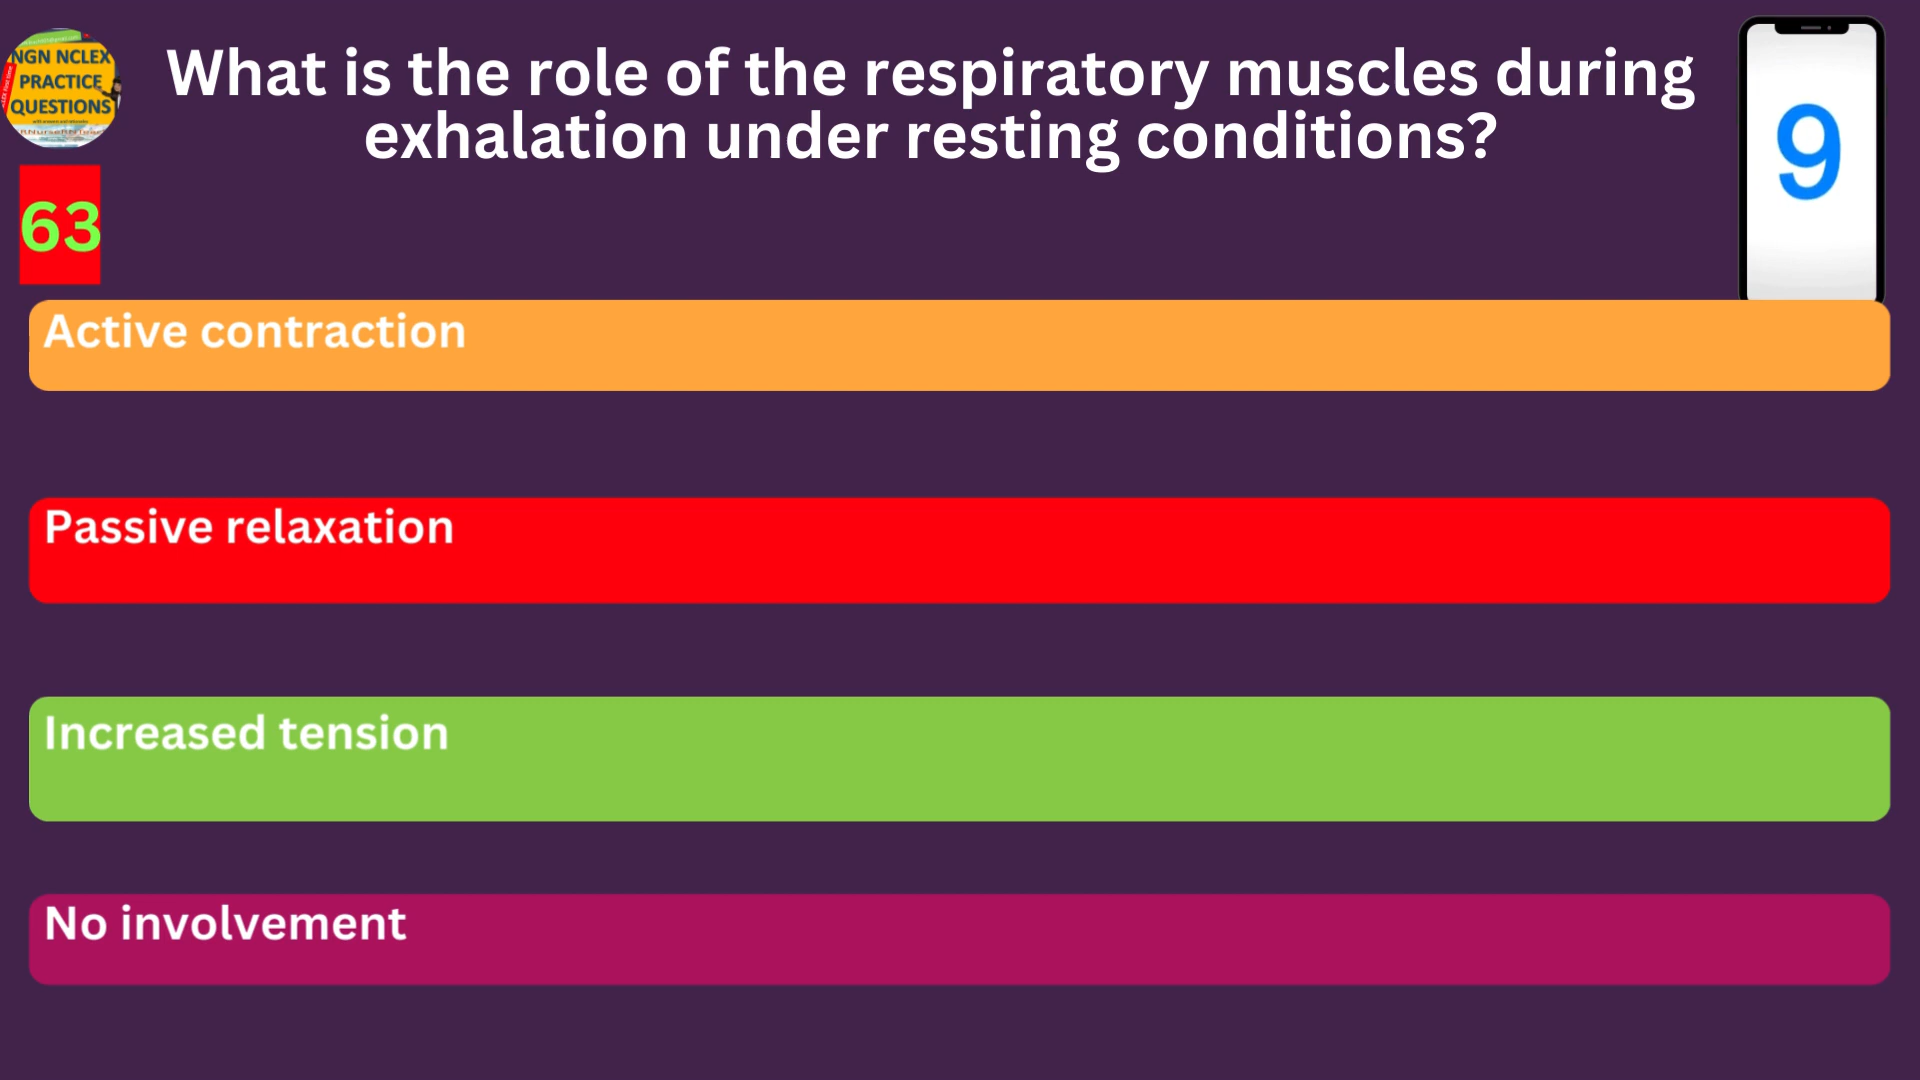 NGN NCLEX
PRACTICE
QUESTIONS
What is the role of the respiratory muscles during
exhalation under resting conditions?
9
63
Active contraction
Passive relaxation
Increased tension
No involvement